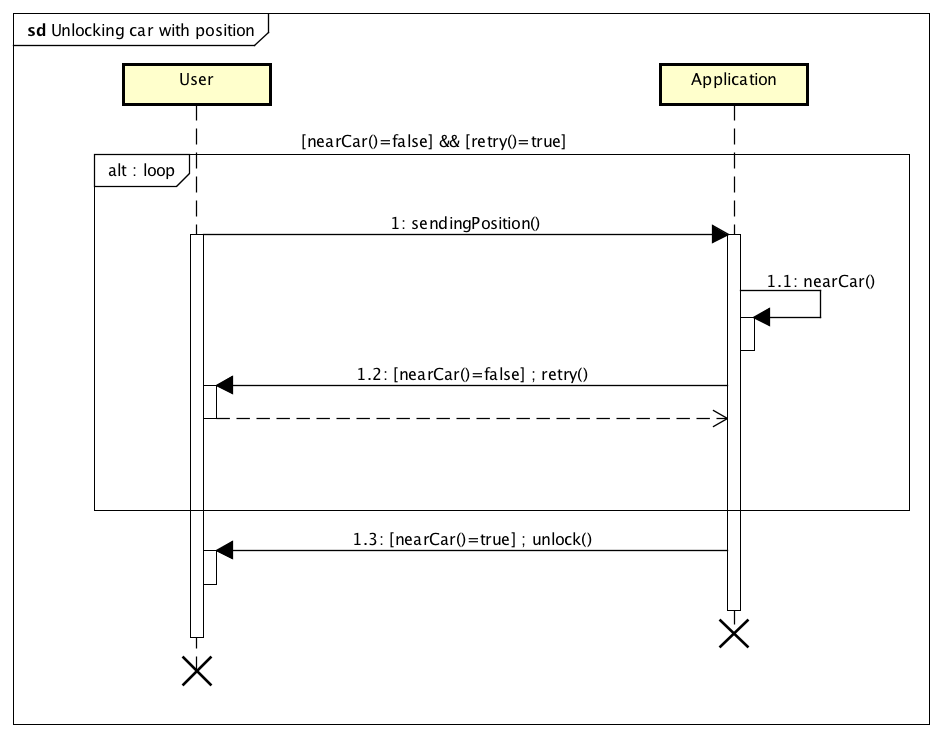 sd Unlocking car with position
User
Application
[nearCar()=false] && [retry()=true]
alt : loop
1: sendingPosition()
1.1: nearCar()
1.2: [nearCar()=false] ; retry()
1.3: [nearCar()=true] ; unlock()